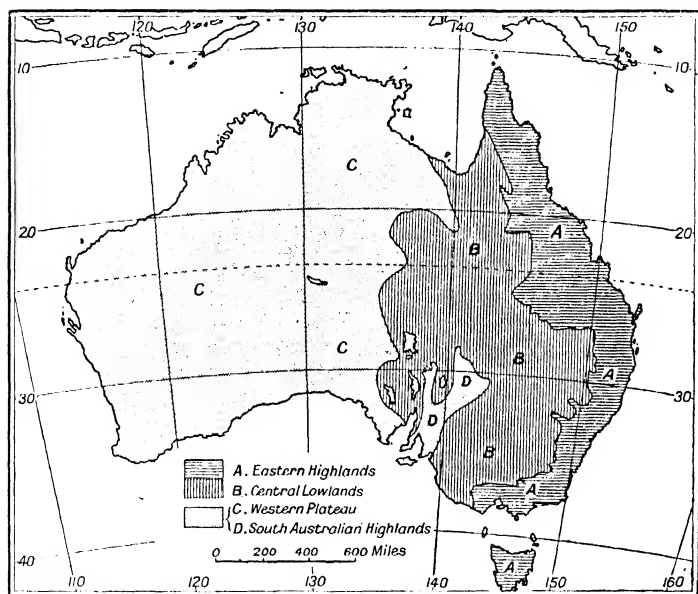 120 130 140 150
10 10
C
20 A 20
B
C
C B
D A
30 30
D
B
A. Eastern Highlands A
B. Central Lowlands
C. Western Plateau
D. South Australian Highlands
0 200 400 600 Miles
40 A 40
110 120 130 140 150 160